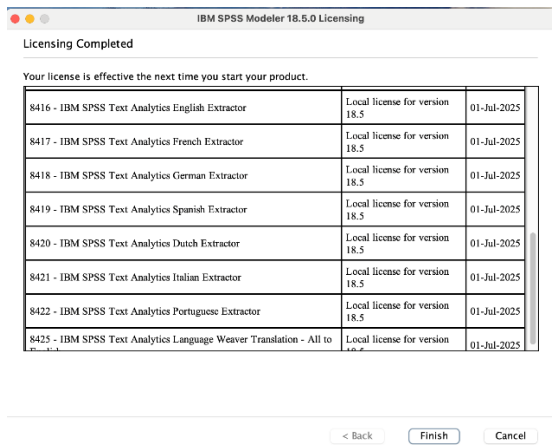 IBM SPSS Modeler 18.5.0 Licensing
Licensing Completed
Your license is effective the next time you start your product.
8416 - IBM SPSS Text Analytics English Extractor
Local license for version
18.5
01-Jul-2025
8417 - IBM SPSS Text Analytics French Extractor
Local license for version
18.5
01-Jul-2025
8418 - IBM SPSS Text Analytics German Extractor
Local license for version
18.5
01-Jul-2025
8419 - IBM SPSS Text Analytics Spanish Extractor
Local license for version
18.5
01-Jul-2025
8420 - IBM SPSS Text Analytics Dutch Extractor
Local license for version
18.5
01-Jul-2025
8421 - IBM SPSS Text Analytics Italian Extractor
Local license for version
18.5
01-Jul-2025
8422 - IBM SPSS Text Analytics Portuguese Extractor
Local license for version
18.5
01-Jul-2025
8425 - IBM SPSS Text Analytics Language Weaver Translation - All to
Local license for version
01-Jul-2025
< Back
Finish
Cancel